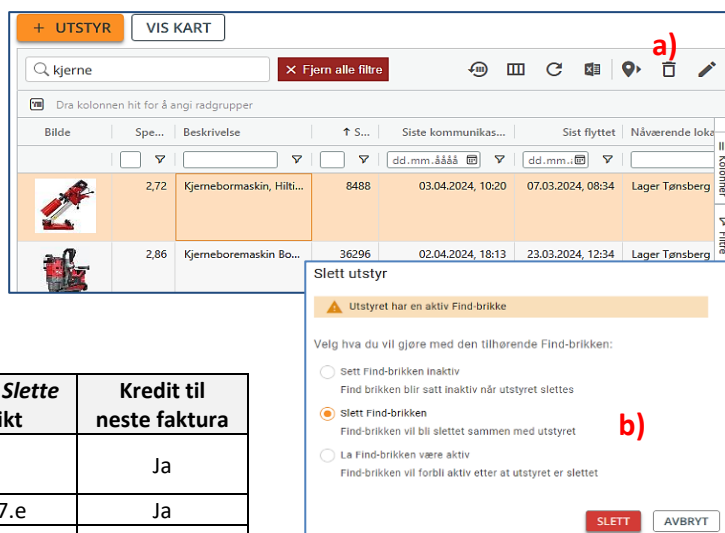 + UTSTYR VIS KART
a)
kjerne × Fjern alle filtre
Dra kolonnen hit for å angi radgrupper
Bilde Spe... Beskrivelse ↑ S... Siste kommunikas... Sist flyttet Nåværende loka
dd.mm.åååå dd.mm.:
Kolonner
Filtre
2,72 Kjernebormaskin, Hilti... 8488 03.04.2024, 10:20 07.03.2024, 08:34 Lager Tønsberg
2,86 Kjerneboremaskin Bo... 36296 02.04.2024, 18:13 23.03.2024, 12:34 Lager Tønsberg
Slett utstyr
Utstyret har en aktiv Find-brikke
Velg hva du vil gjøre med den tilhørende Find-brikken:
Sett Find-brikken inaktiv
Find brikken blir satt inaktiv når utstyret slettes
Slett Find-brikken
Find-brikken vil bli slettet sammen med utstyret
b)
La Find-brikken være aktiv
Find-brikken vil forbli aktiv etter at utstyret er slettet
SLETT AVBRYT
Slette Kredit til
ikt neste faktura
Ja
7.e Ja